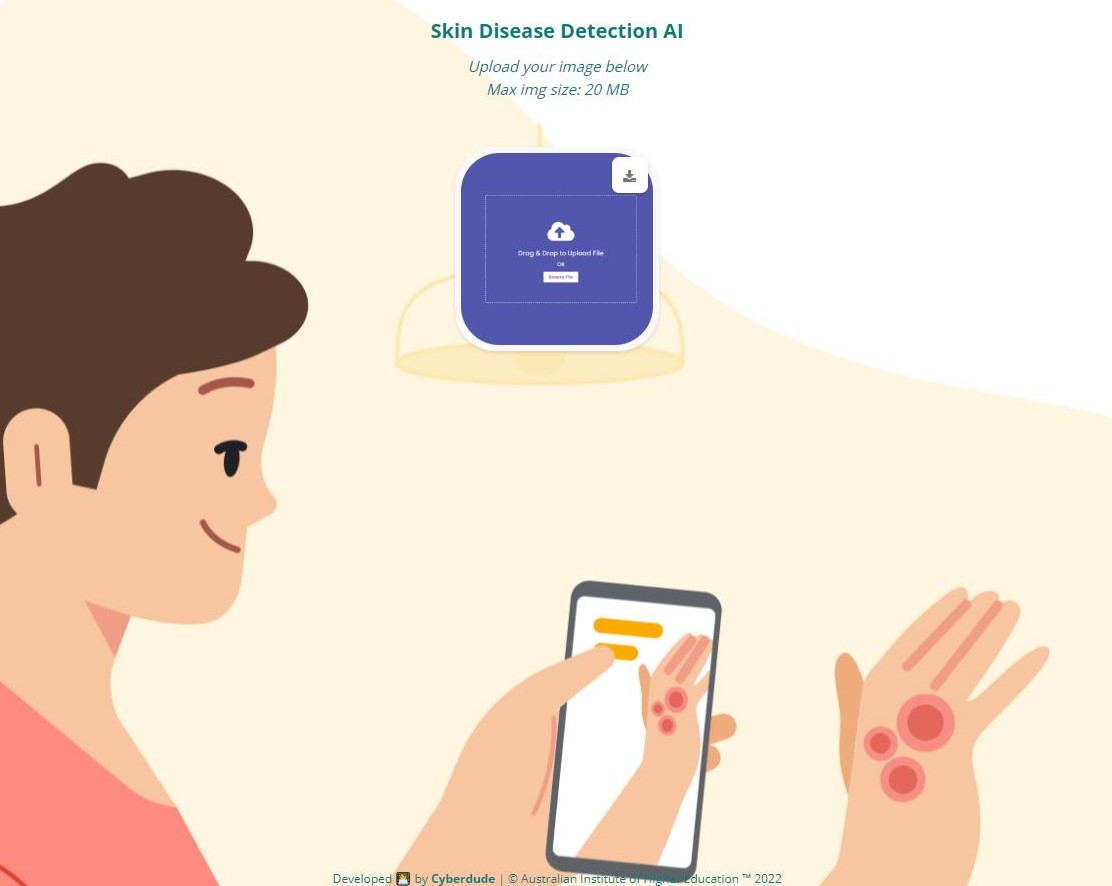 Skin Disease Detection AI
Upload your image below
Max img size: 20 MB
Drag & Drop to Upload File
OR
Browse File
Developed 👨‍💻 by Cyberdude | © Australian Institute of Higher Education ™ 2022